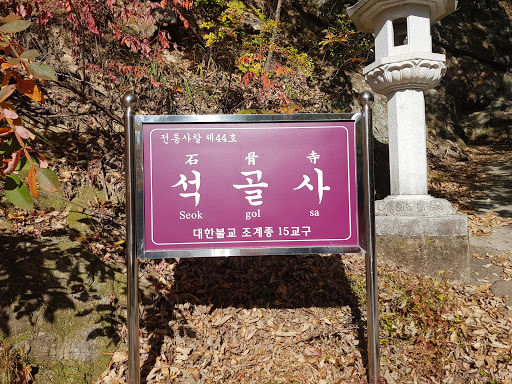 전통사찰 제44호
石 骨 寺
석 골 사
Seok gol sa
대한불교 조계종 15교구